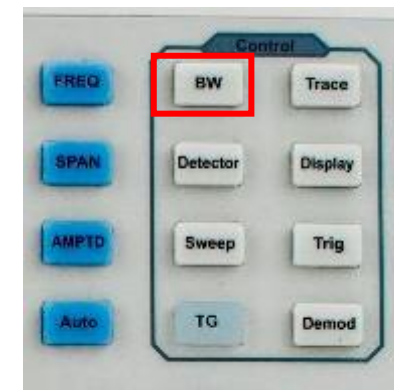 Control
FREQ BW Trace
SPAN Detector Display
AMPTD Sweep Trig
Auto TG Demod